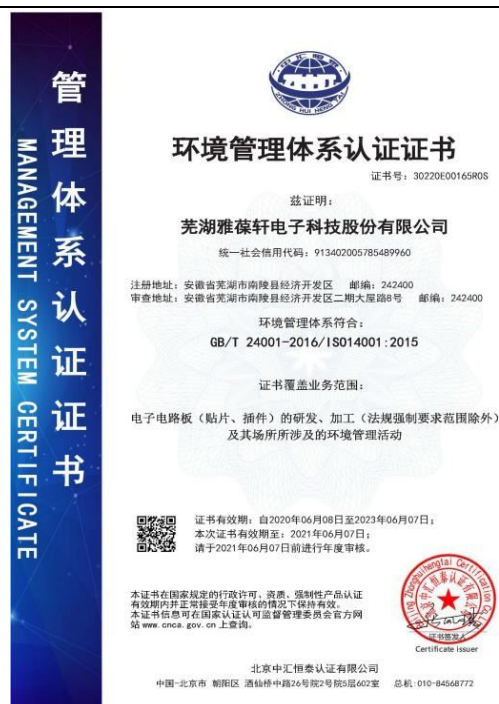 管理体系认证证书
MANAGEMENT SYSTEM CERTIFICATE
环境管理体系认证证书
证书号：30220E00165R0S
兹证明：
芜湖雅葆轩电子科技股份有限公司
统一社会信用代码：913402005785489960
注册地址：安徽省芜湖市南陵县经济开发区 邮编：242400
审查地址：安徽省芜湖市南陵县经济开发区二期大屋路8号 邮编：242400
环境管理体系符合：
GB/T 24001-2016/ISO14001:2015
证书覆盖业务范围：
电子电路板（贴片、插件）的研发、加工（法规强制要求范围除外）
及其场所所涉及的环境管理活动
证书有效期：自2020年06月08日至2023年06月07日；
本次证书有效期至：2021年06月07日；
请于2021年06月07日前进行年度审核。
本证书在国家规定的行政许可、资质、强制性产品认证
有效期内并正常接受年度审核的情况下保持有效。
本证书信息可在国家认证认可监督管理委员会官方网
站 www.cnca.gov.cn 上查询。
证书签发人
Certificate issuer
北京中汇恒泰认证有限公司
中国-北京市 朝阳区 酒仙桥中路26号院2号院5层602室 总机:010-84568772